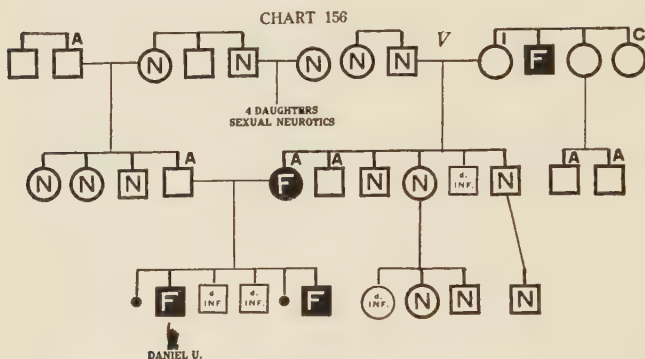 CHART 156
A N N N N N V I F C
4 DAUGHTERS
SEXUAL NEUROTICS
N N N A F A A N N d. INF. N A A
F d. INF. d. INF. F d. INF. N N N
DANIEL U.